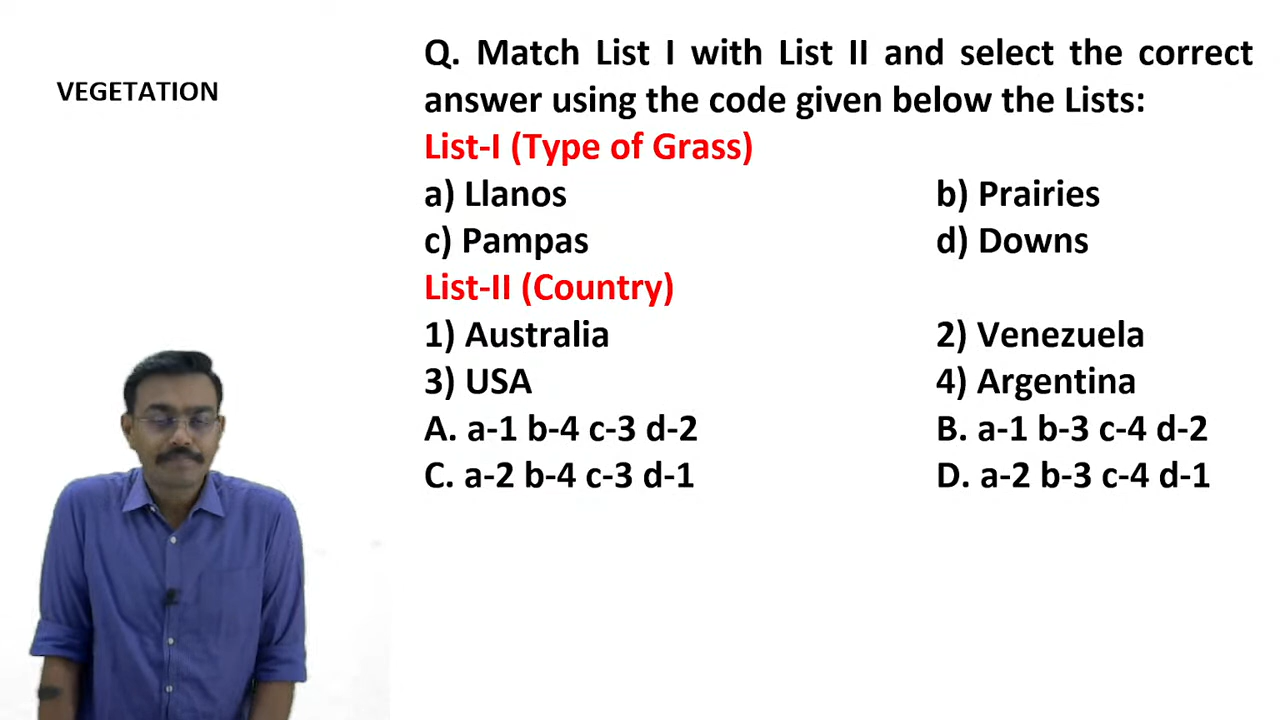 VEGETATION
Q. Match List I with List II and select the correct
answer using the code given below the Lists:
List-I (Type of Grass)
a) Llanos b) Prairies
c) Pampas d) Downs
List-II (Country)
1) Australia 2) Venezuela
3) USA 4) Argentina
A. a-1 b-4 c-3 d-2 B. a-1 b-3 c-4 d-2
C. a-2 b-4 c-3 d-1 D. a-2 b-3 c-4 d-1